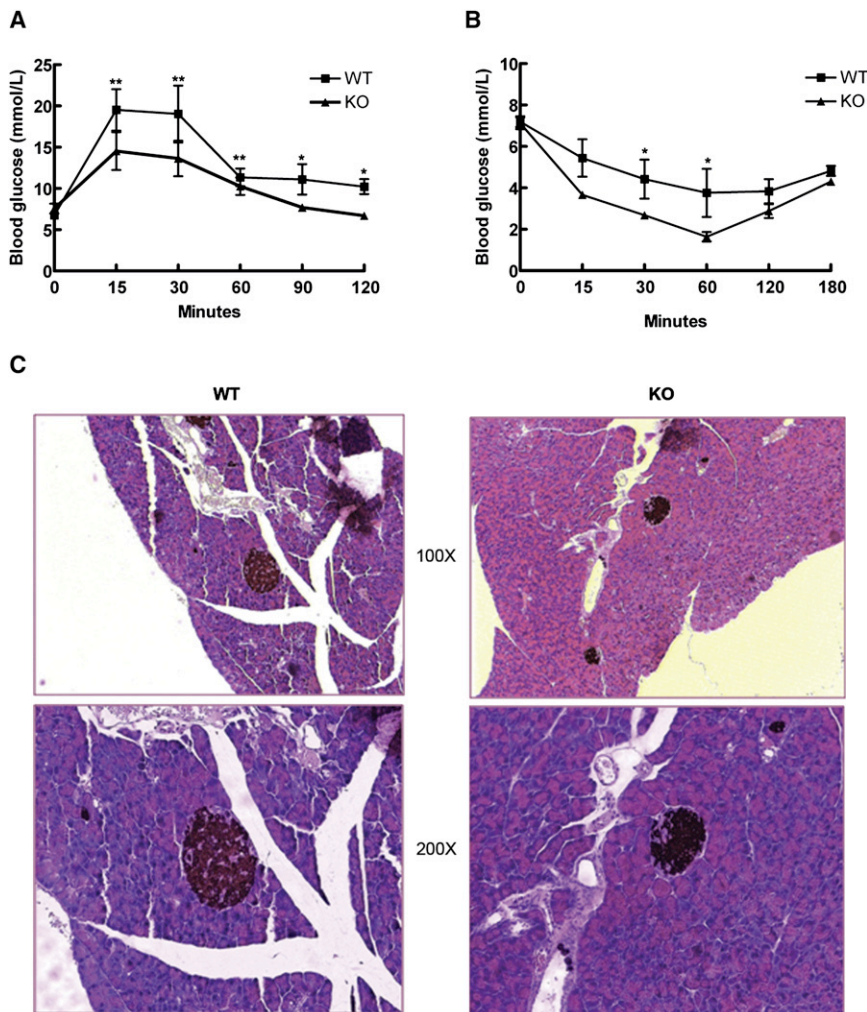 A
Blood glucose (mmol/L)
25
20
15
10
5
0
** ** ** * *
WT
KO
0 15 30 60 90 120
Minutes
B
Blood glucose (mmol/L)
8
6
4
2
0
* *
WT
KO
0 15 30 60 120 180
Minutes
C
WT KO
100X
200X